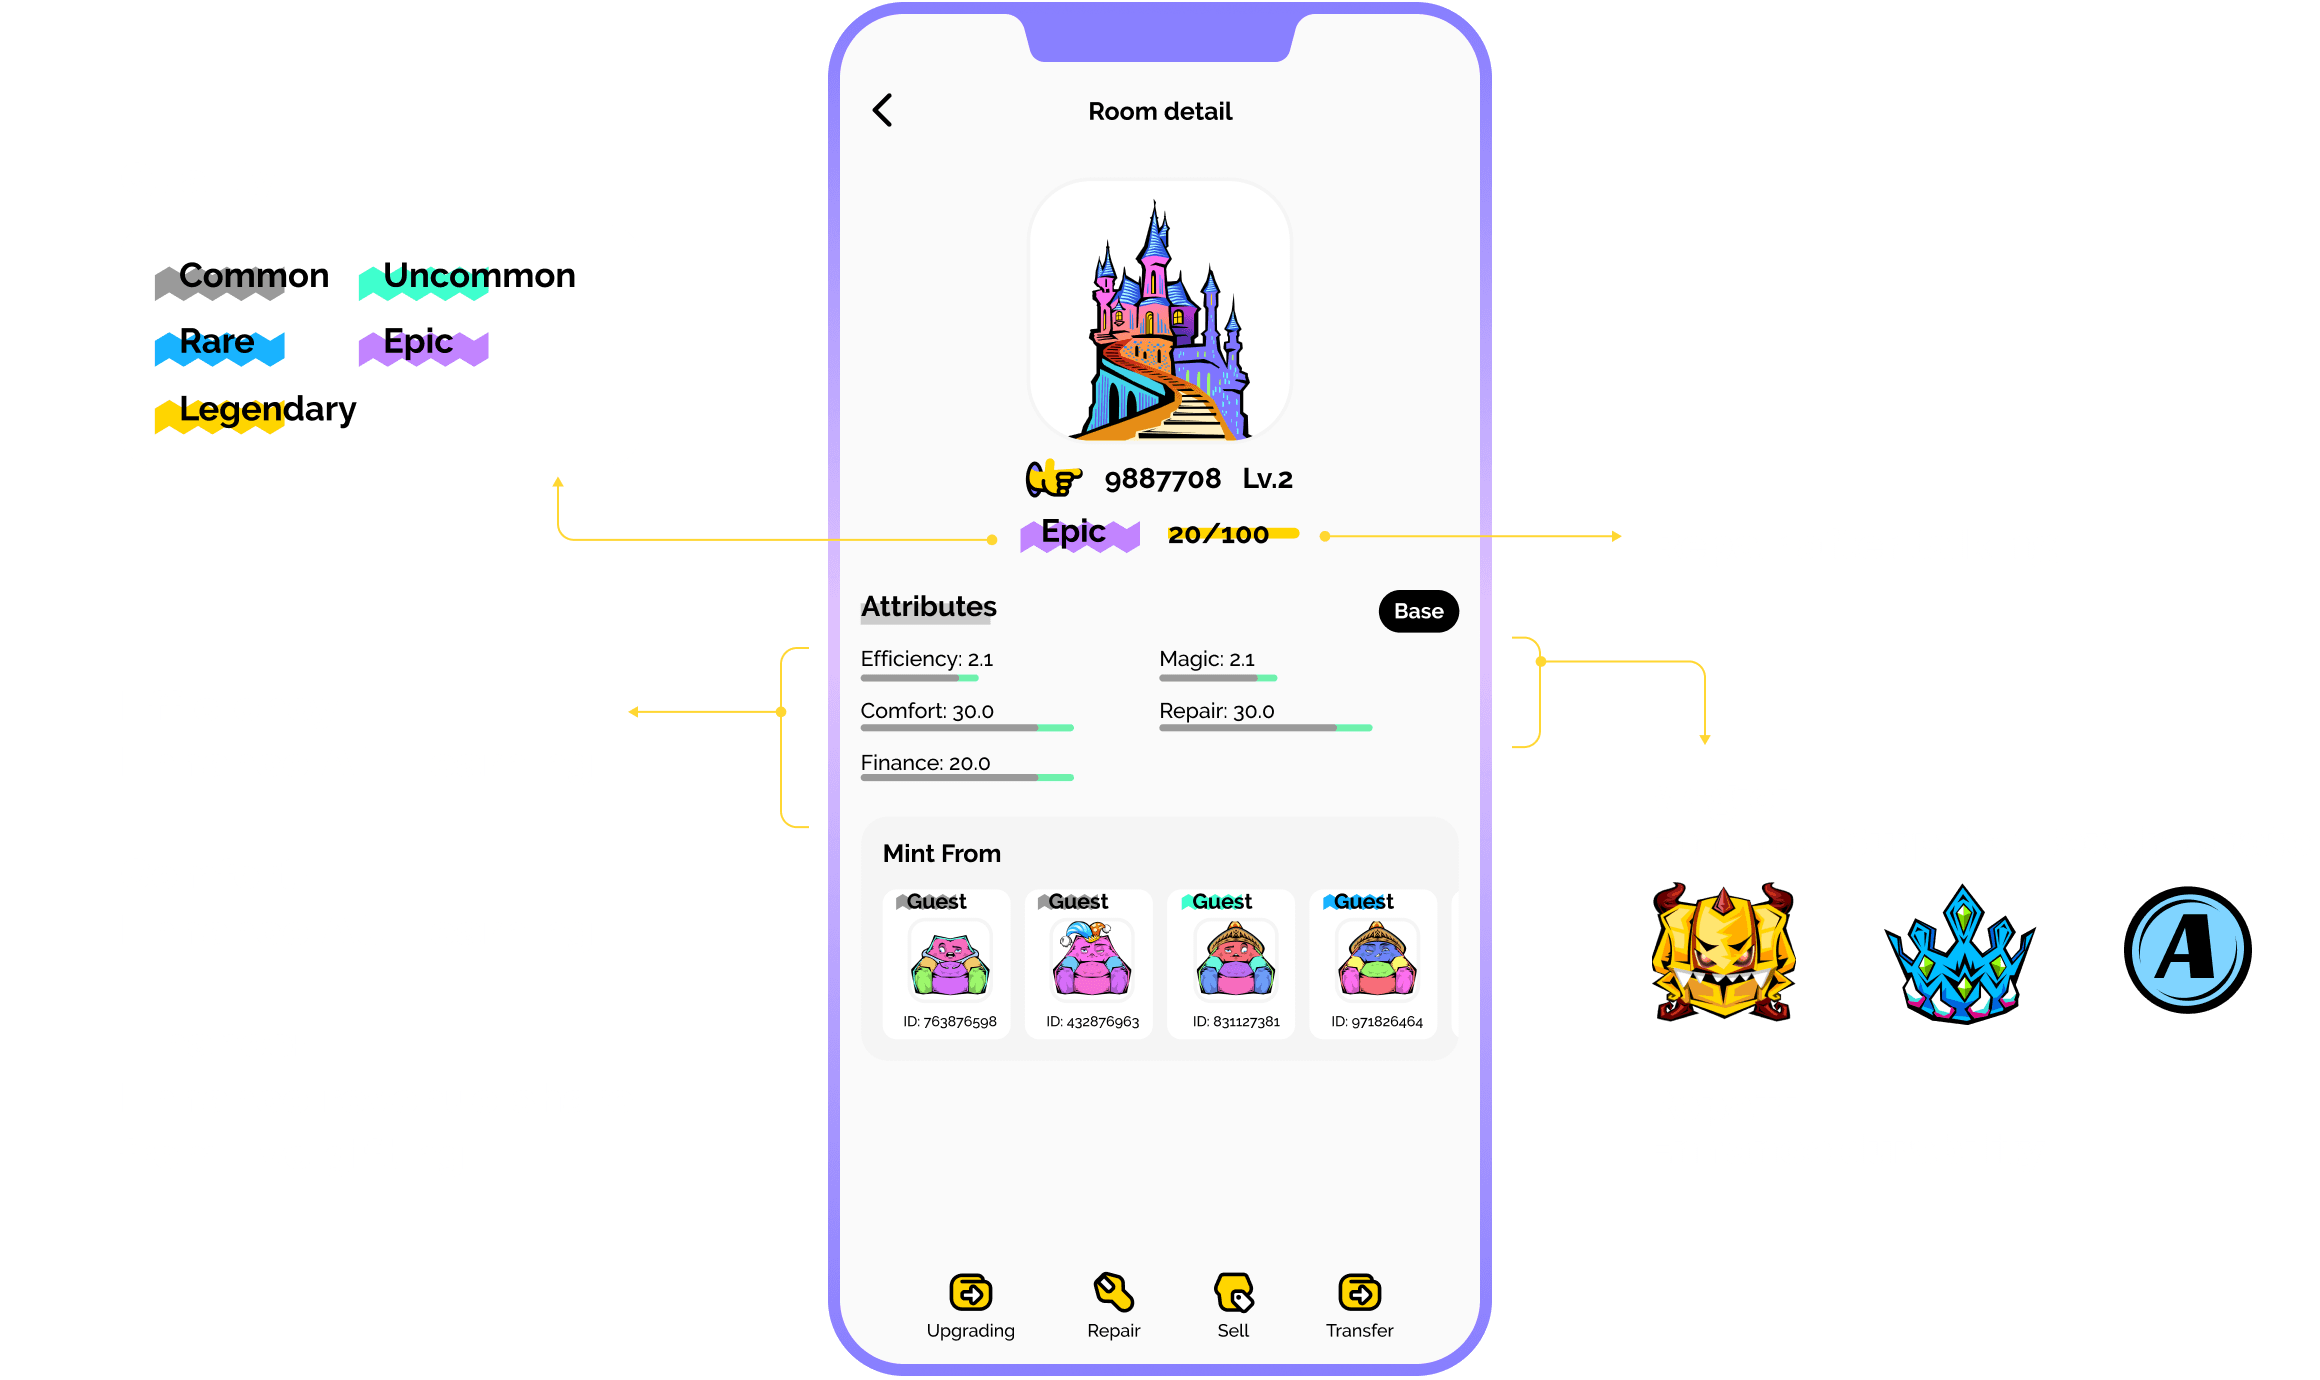 Room detail
Common
Uncommon
Rare
Epic
Legendary
9887708 Lv.2
Epic
20/100
Attributes
Base
Efficiency: 2.1
Magic: 2.1
Comfort: 30.0
Repair: 30.0
Finance: 20.0
Mint From
Guest
Guest
Guest
Guest
ID: 763876598
ID: 432876963
ID: 831127381
ID: 971826464
A
Upgrading
Repair
Sell
Transfer